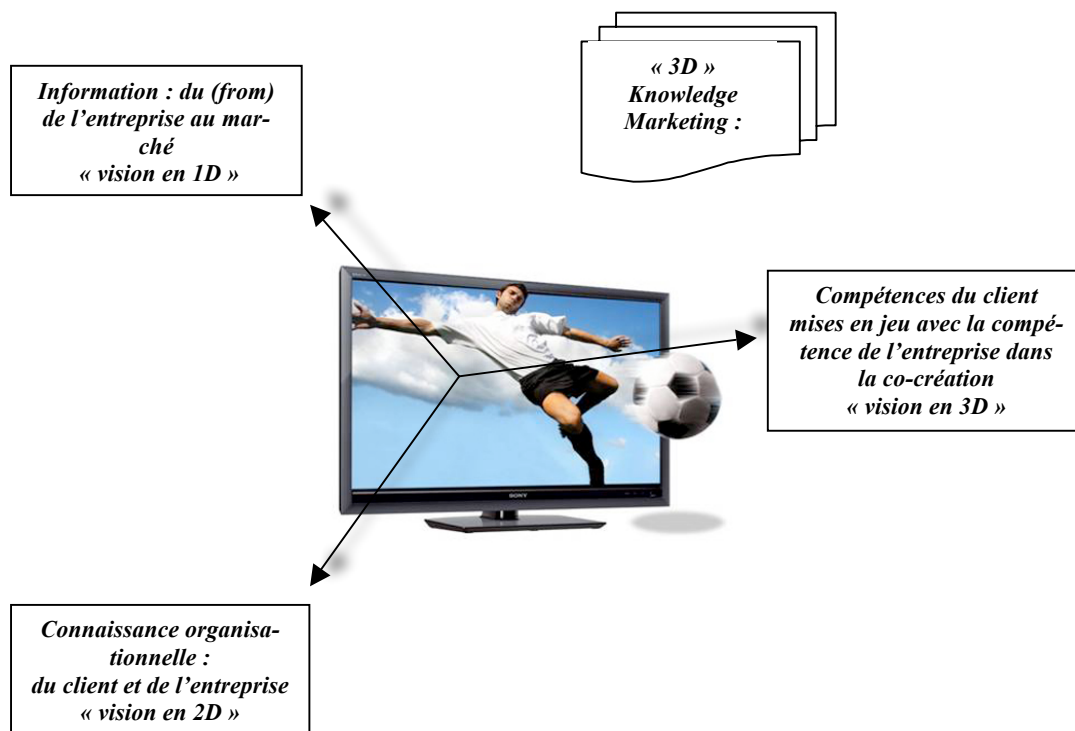 « 3D »
Knowledge
Marketing :
Information : du (from)
de l’entreprise au mar-
ché
« vision en 1D »
Compétences du client
mises en jeu avec la compé-
tence de l’entreprise dans
la co-création
« vision en 3D »
SONY
Connaissance organisa-
tionnelle :
du client et de l’entreprise
« vision en 2D »